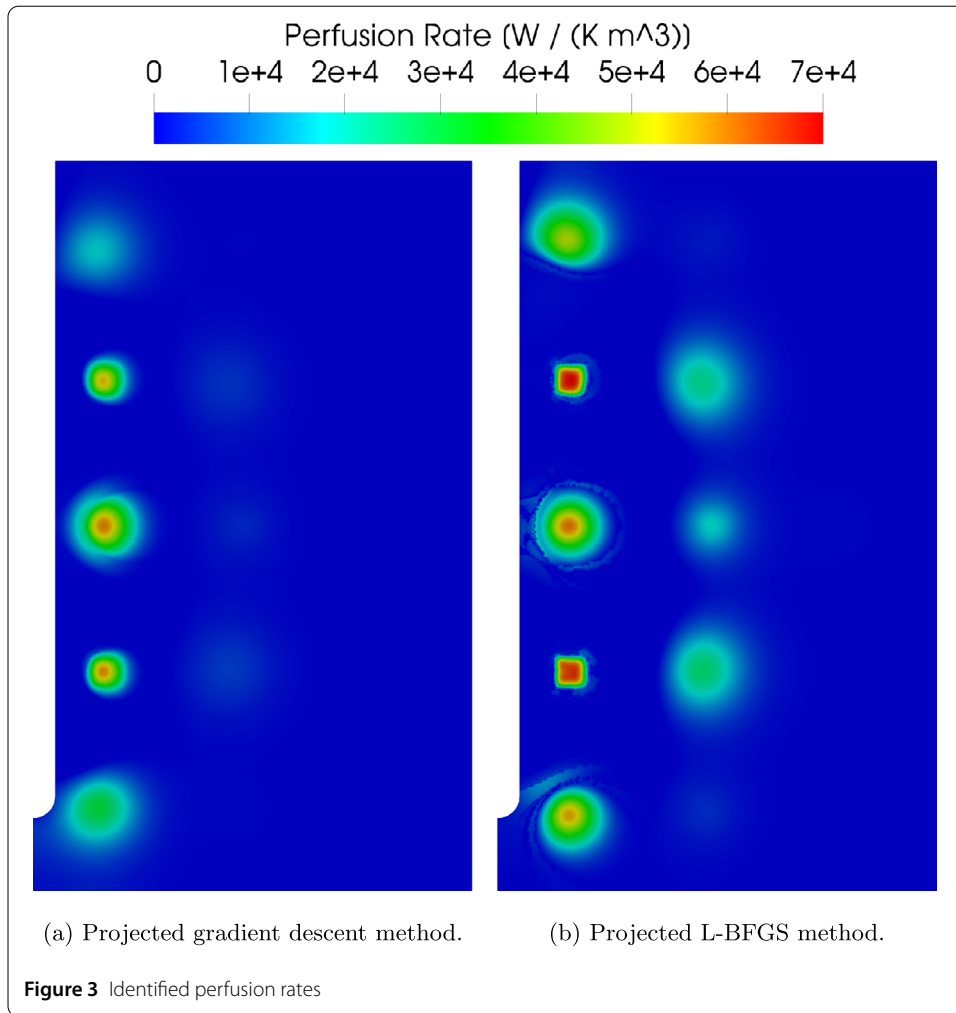 Perfusion Rate (W / (K m^3))
0 1e+4 2e+4 3e+4 4e+4 5e+4 6e+4 7e+4
(a) Projected gradient descent method.
(b) Projected L-BFGS method.
Figure 3 Identified perfusion rates